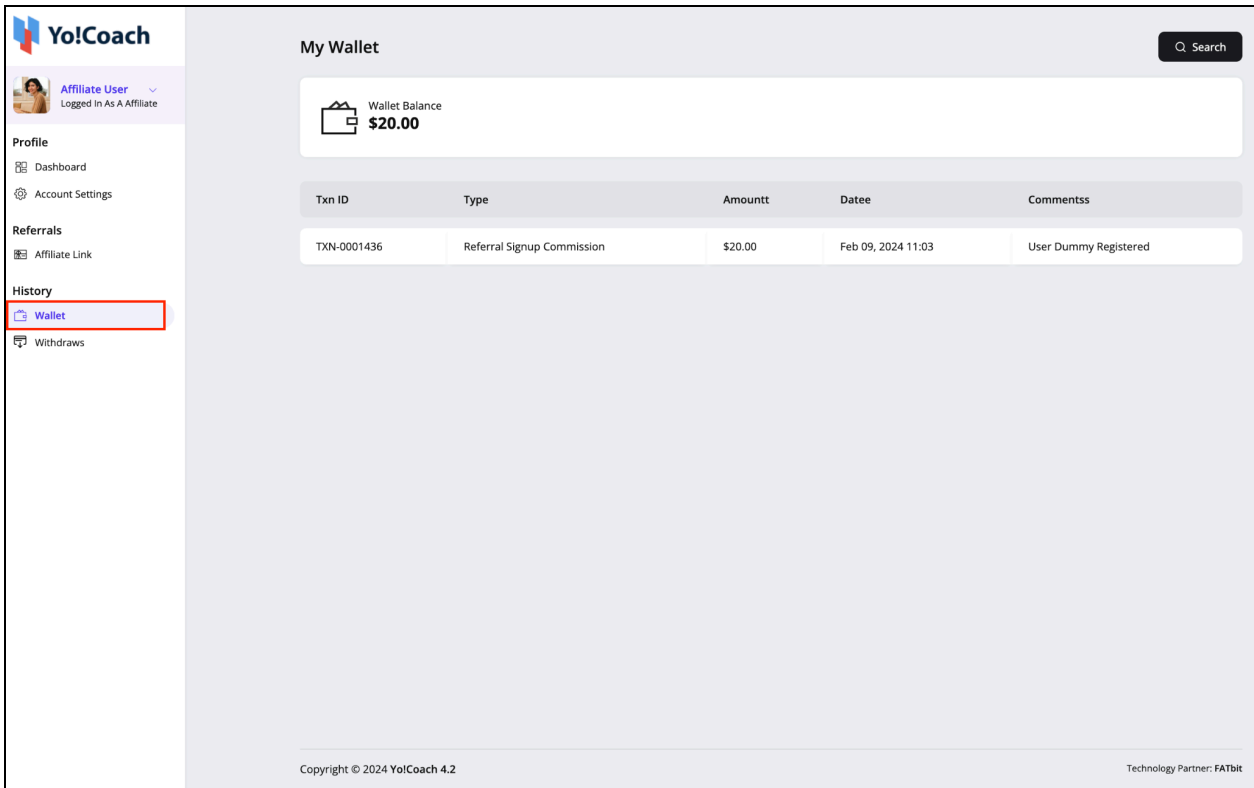 Yo!Coach
Affiliate User
Logged In As A Affiliate
Profile
Dashboard
Account Settings
Referrals
Affiliate Link
History
Wallet
Withdraws
My Wallet
Search
Wallet Balance
$20.00
Txn ID Type Amountt Datee Commentss
TXN-0001436 Referral Signup Commission $20.00 Feb 09, 2024 11:03 User Dummy Registered
Copyright © 2024 Yo!Coach 4.2
Technology Partner: FATbit